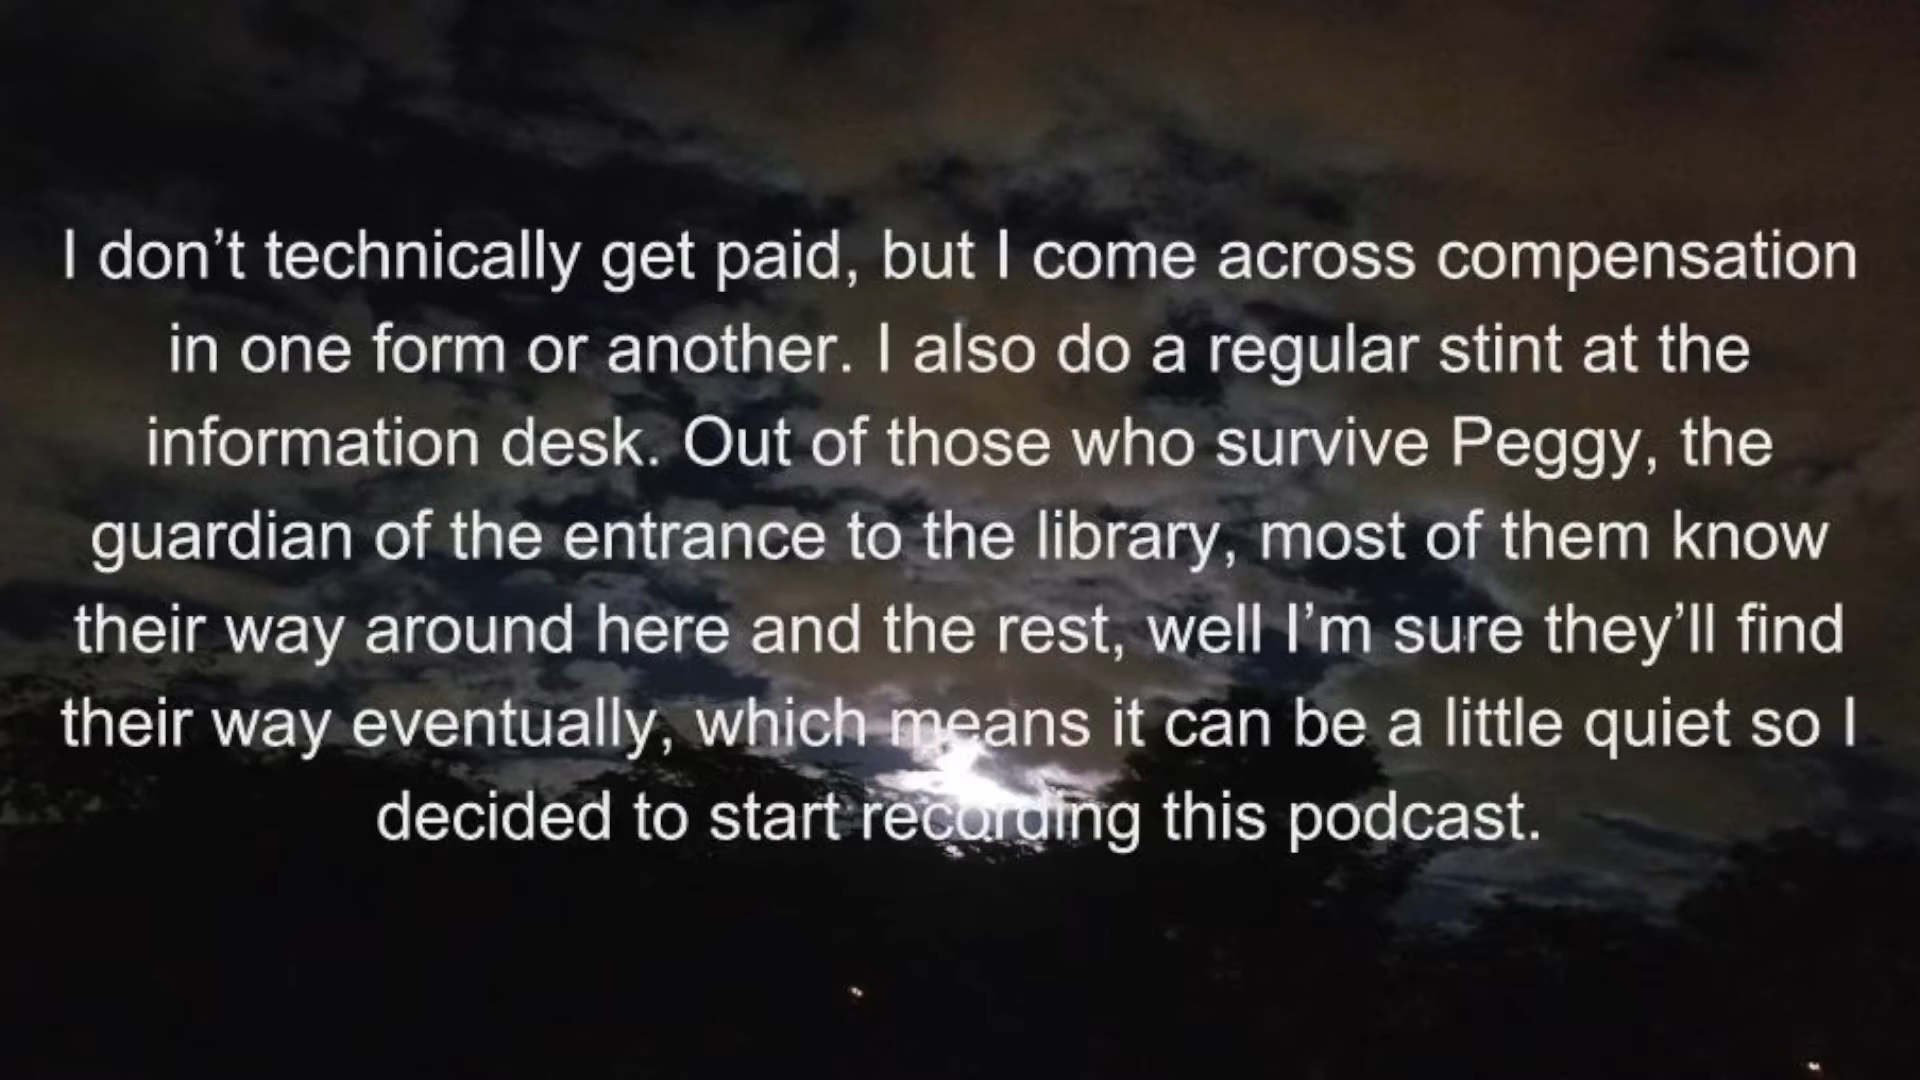 I don’t technically get paid, but I come across compensation
in one form or another. I also do a regular stint at the
information desk. Out of those who survive Peggy, the
guardian of the entrance to the library, most of them know
their way around here and the rest, well I’m sure they’ll find
their way eventually, which means it can be a little quiet so I
decided to start recording this podcast.